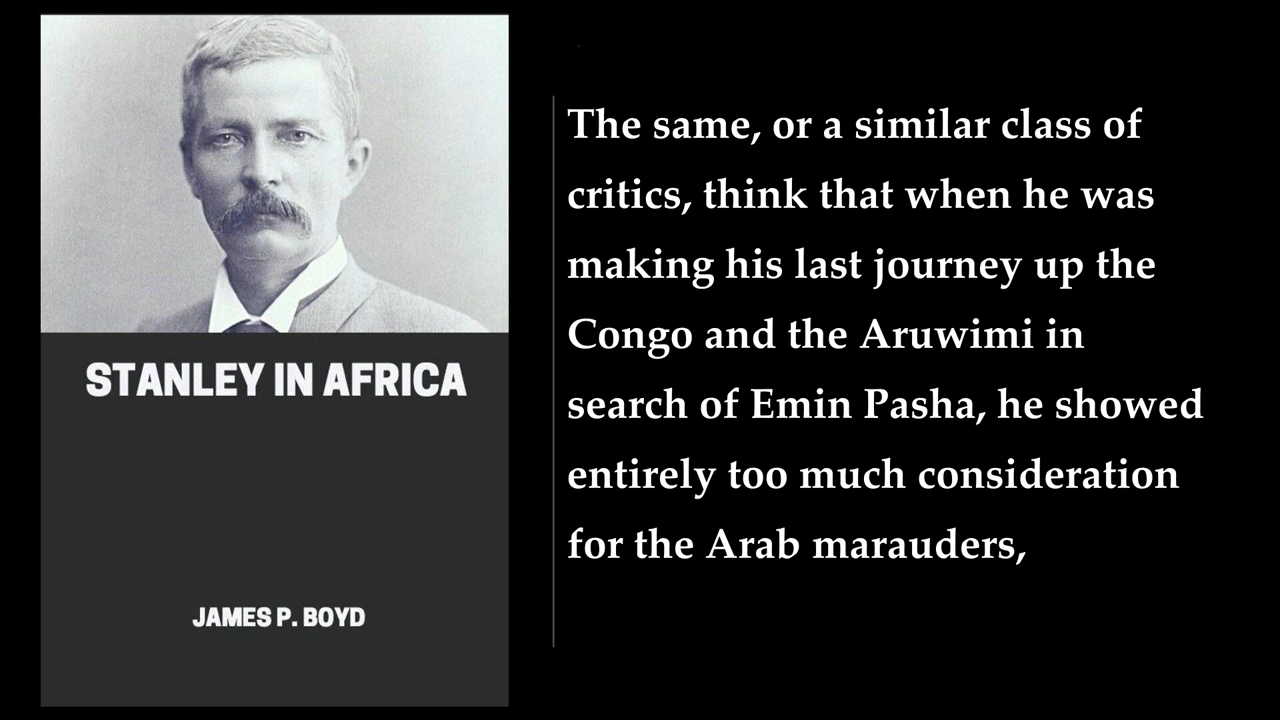 STANLEY IN AFRICA
JAMES P. BOYD
The same, or a similar class of
critics, think that when he was
making his last journey up the
Congo and the Aruwimi in
search of Emin Pasha, he showed
entirely too much consideration
for the Arab marauders,